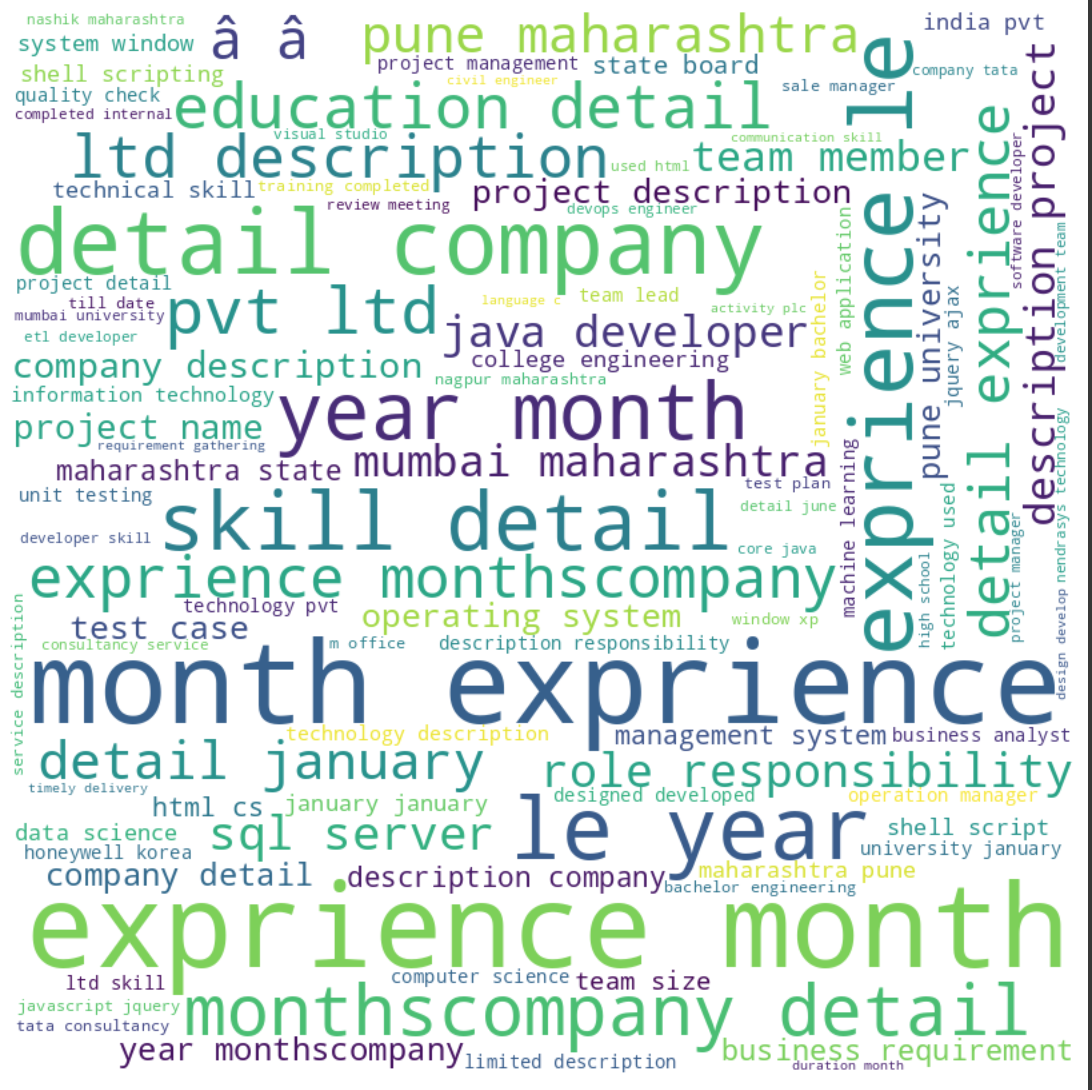 nashik maharashtra
system window
â â
pune maharashtra
india pvt
project management
state board
company tata
shell scripting
civil engineer
sale manager
quality check
completed internal
education detail
visual studio
communication skill
ltd description
used html
team member
technical skill
training completed
project description
review meeting
devops engineer
detail company
project detail
till date
mumbai university
etl developer
pvt ltd
language c
team lead
activity plc
java developer
company description
college engineering
nagpur maharashtra
information technology
year month
project name
requirement gathering
maharashtra state
mumbai maharashtra
test plan
unit testing
detail june
skill detail
developer skill
core java
exprience monthscompany
technology pvt
operating system
window xp
test case
consultancy service
m office
description responsibility
month exprience
technology description
management system
business analyst
detail january
role responsibility
timely delivery
html cs
january january
designed developed
operation manager
data science
sql server
le year
shell script
honeywell korea
university january
company detail
description company
maharashtra pune
bachelor engineering
exprience month
ltd skill
computer science
team size
javascript jquery
monthscompany detail
tata consultancy
year monthscompany
limited description
business requirement
duration month
service description
january bachelor
web application
machine learning
exprience le
pune university
jquery ajax
high school
technology used
detail exprience
software developer
project manager
description project
development team
nendrasys technology
design develop